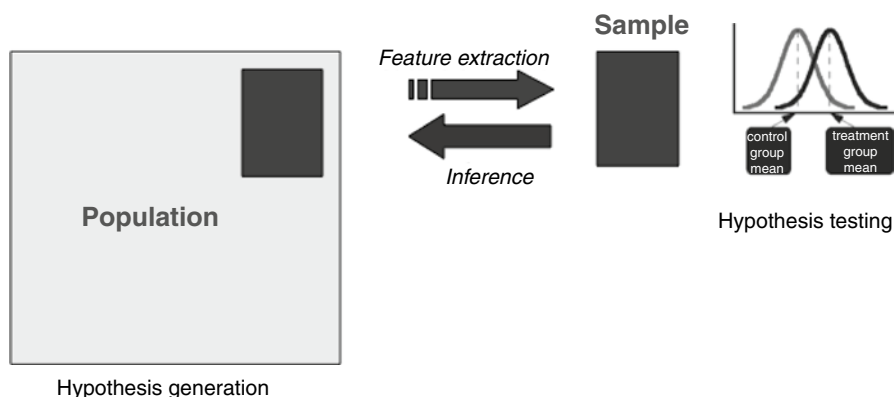 Sample
Feature extraction
Inference
Population
control
group
mean
treatment
group
mean
Hypothesis testing
Hypothesis generation